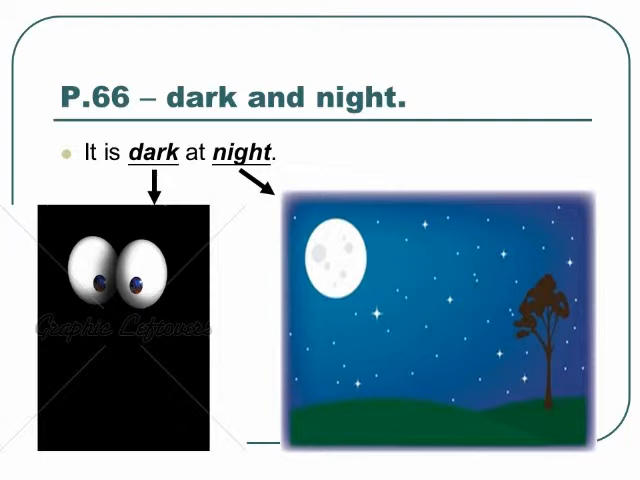 P.66 – dark and night.
It is dark at night.
Graphic Leftovers